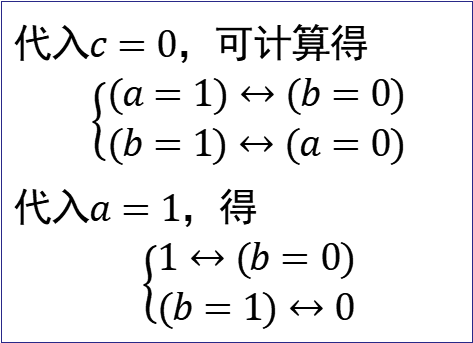 代入c = 0，可计算得
{(a = 1) ↔ (b = 0)
(b = 1) ↔ (a = 0)
代入a = 1，得
{1 ↔ (b = 0)
(b = 1) ↔ 0